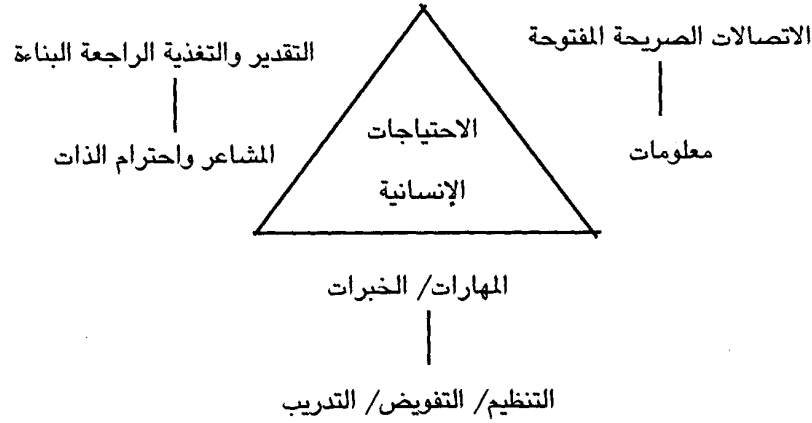 الاتصالات الصريحة المفتوحة
معلومات
التقدير والتغذية الراجعة البناءة
المشاعر واحترام الذات
الاحتياجات
الإنسانية
المهارات/ الخبرات
التنظيم/ التفويض/ التدريب